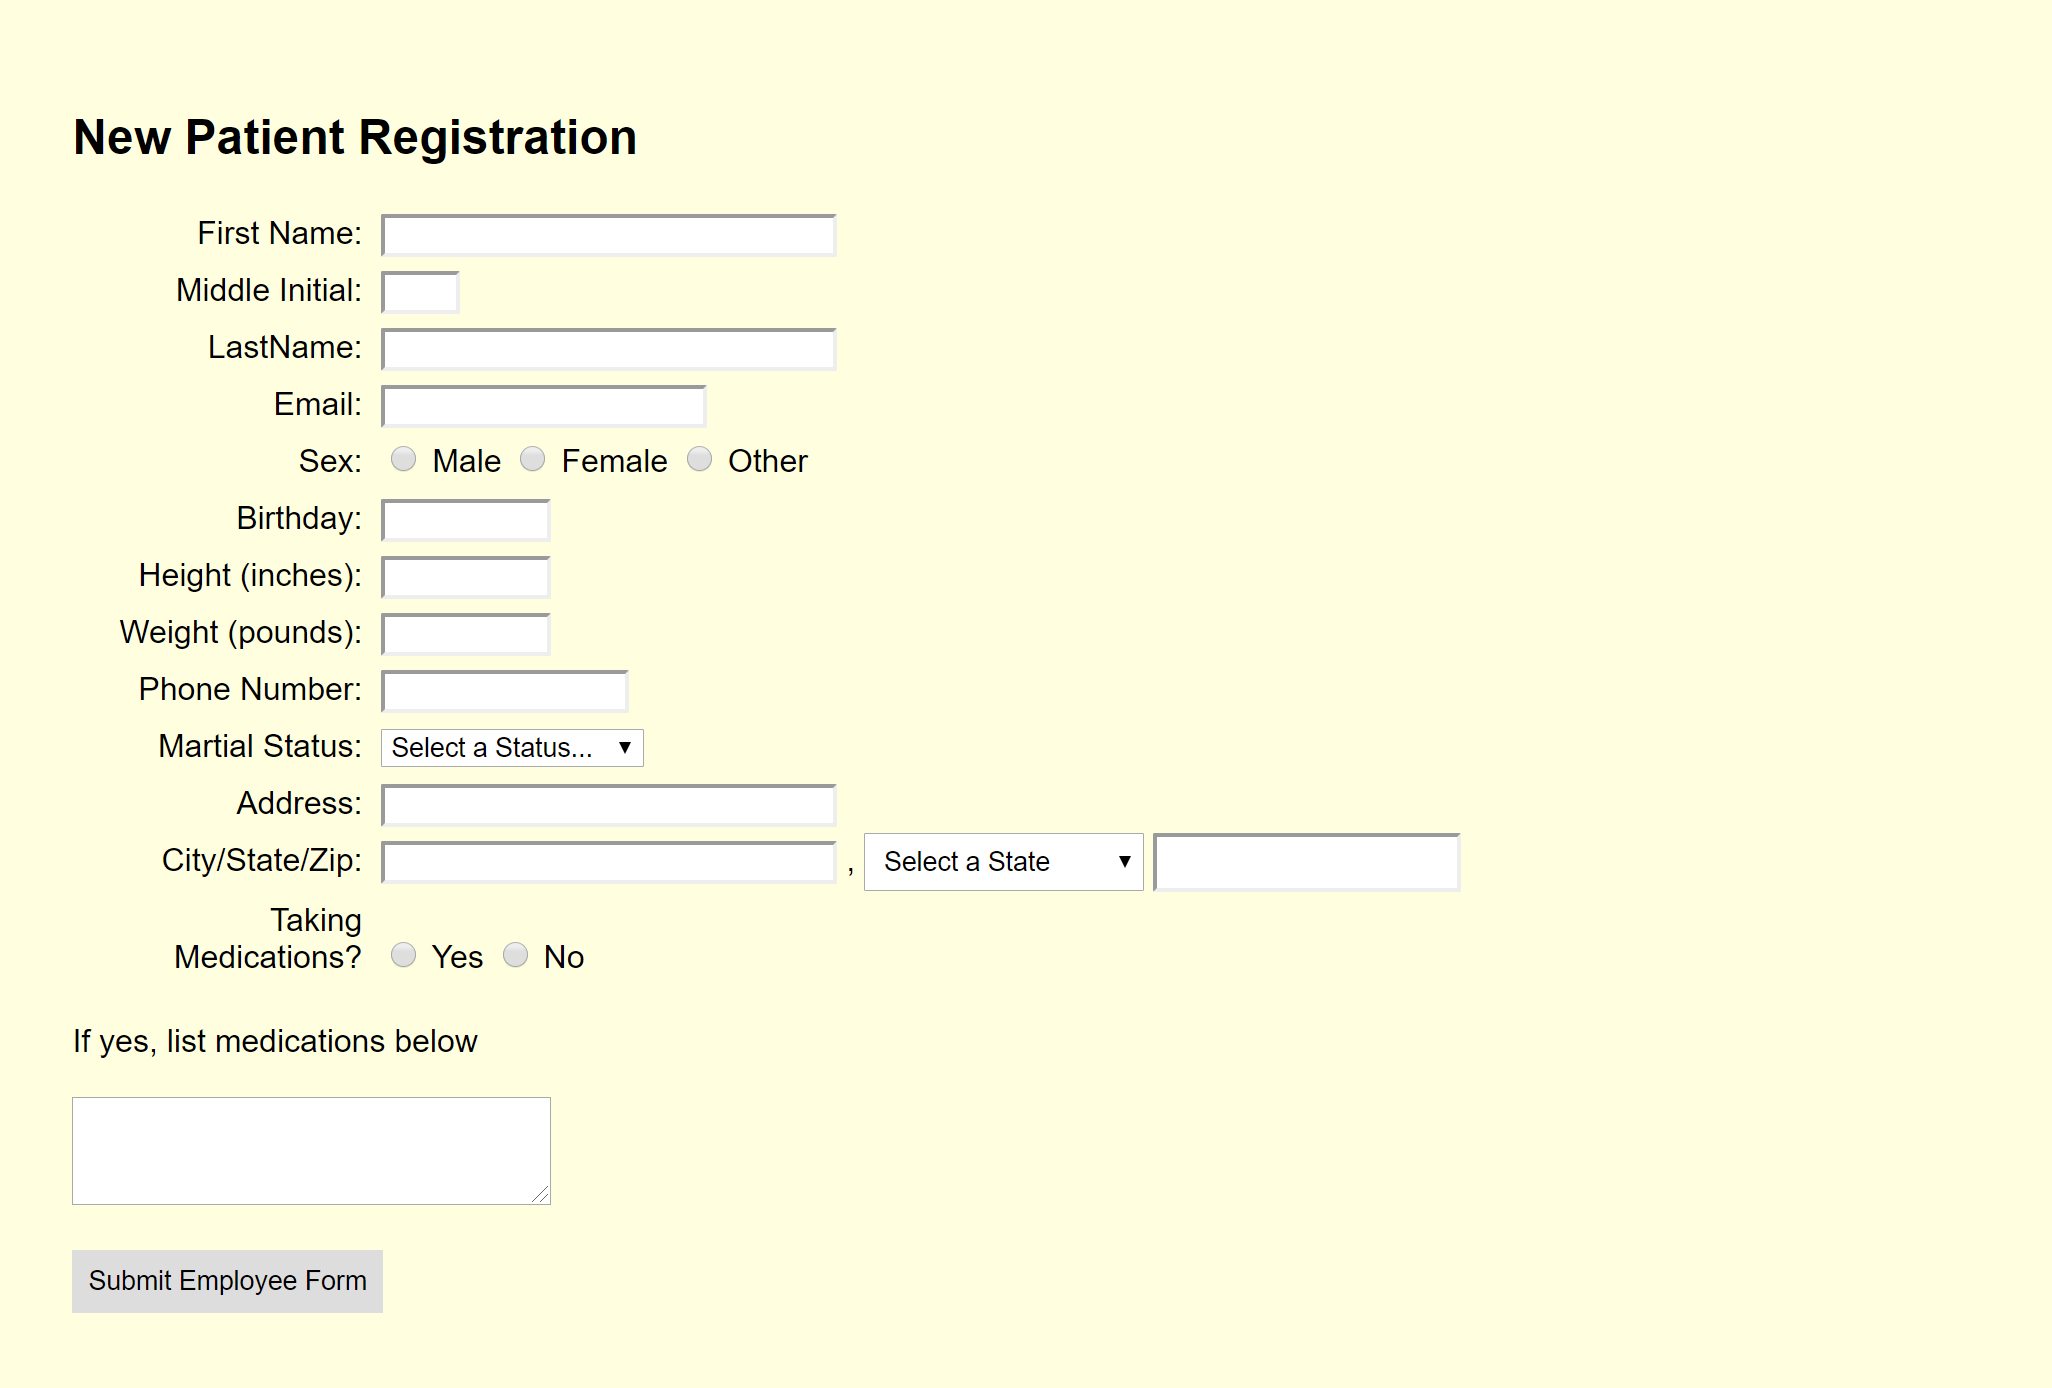 New Patient Registration
First Name:
Middle Initial:
LastName:
Email:
Sex: Male Female Other
Birthday:
Height (inches):
Weight (pounds):
Phone Number:
Martial Status: Select a Status...
Address:
City/State/Zip: , Select a State
Taking
Medications? Yes No
If yes, list medications below
Submit Employee Form